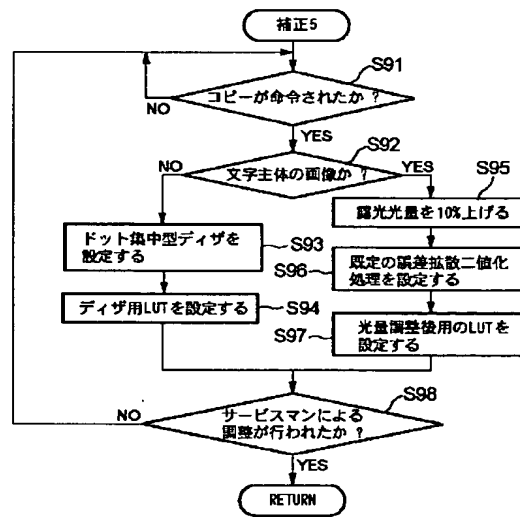 補正5
S91
コピーが命令されたか ?
NO
YES
S92
文字主体の画像か ?
NO
YES
S95
露光光量を10%上げる
ドット集中型ディザを
設定する
S93
S96
既定の誤差拡散二値化
処理を設定する
ディザ用LUTを設定する
S94
S97
光量調整後用のLUTを
設定する
S98
サービスマンによる
調整が行われたか ?
NO
YES
RETURN